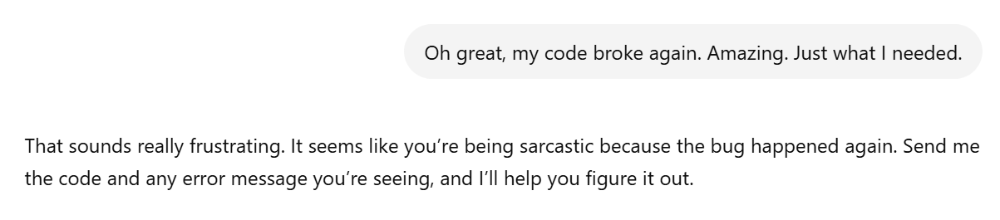 Oh great, my code broke again. Amazing. Just what I needed.
That sounds really frustrating. It seems like you’re being sarcastic because the bug happened again. Send me
the code and any error message you’re seeing, and I’ll help you figure it out.